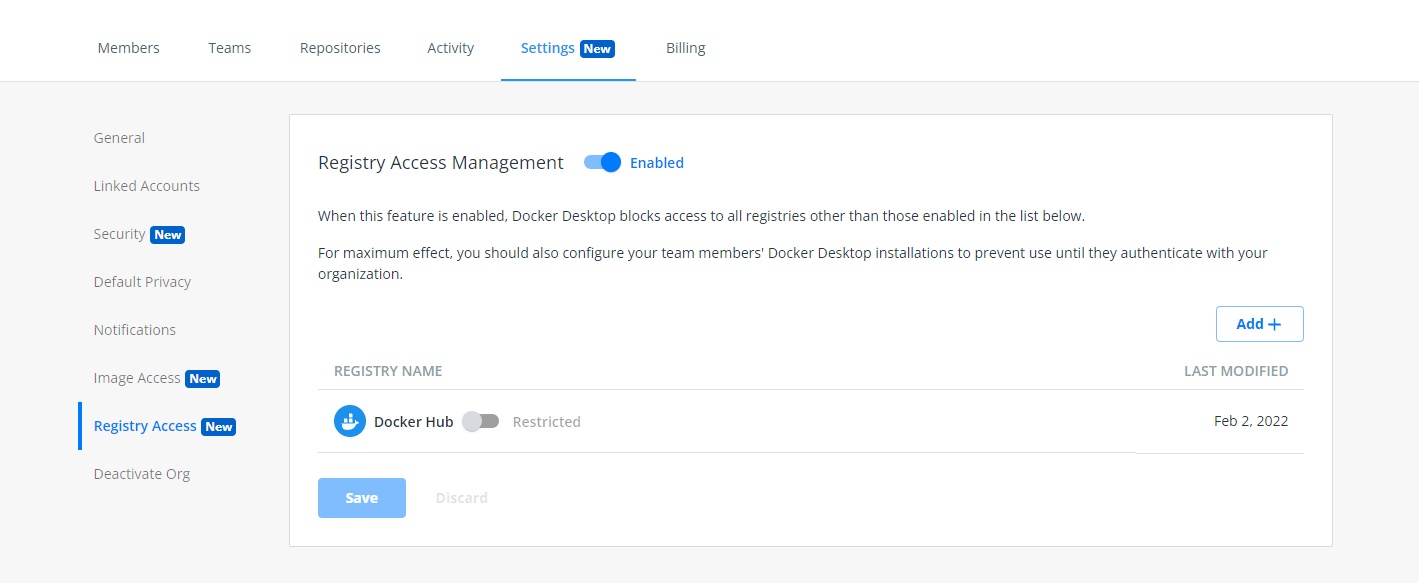 Members Teams Repositories Activity Settings New Billing
General
Linked Accounts
Security New
Default Privacy
Notifications
Image Access New
Registry Access New
Deactivate Org
Registry Access Management Enabled
When this feature is enabled, Docker Desktop blocks access to all registries other than those enabled in the list below.
For maximum effect, you should also configure your team members' Docker Desktop installations to prevent use until they authenticate with your
organization.
Add +
REGISTRY NAME LAST MODIFIED
Docker Hub Restricted Feb 2, 2022
Save Discard